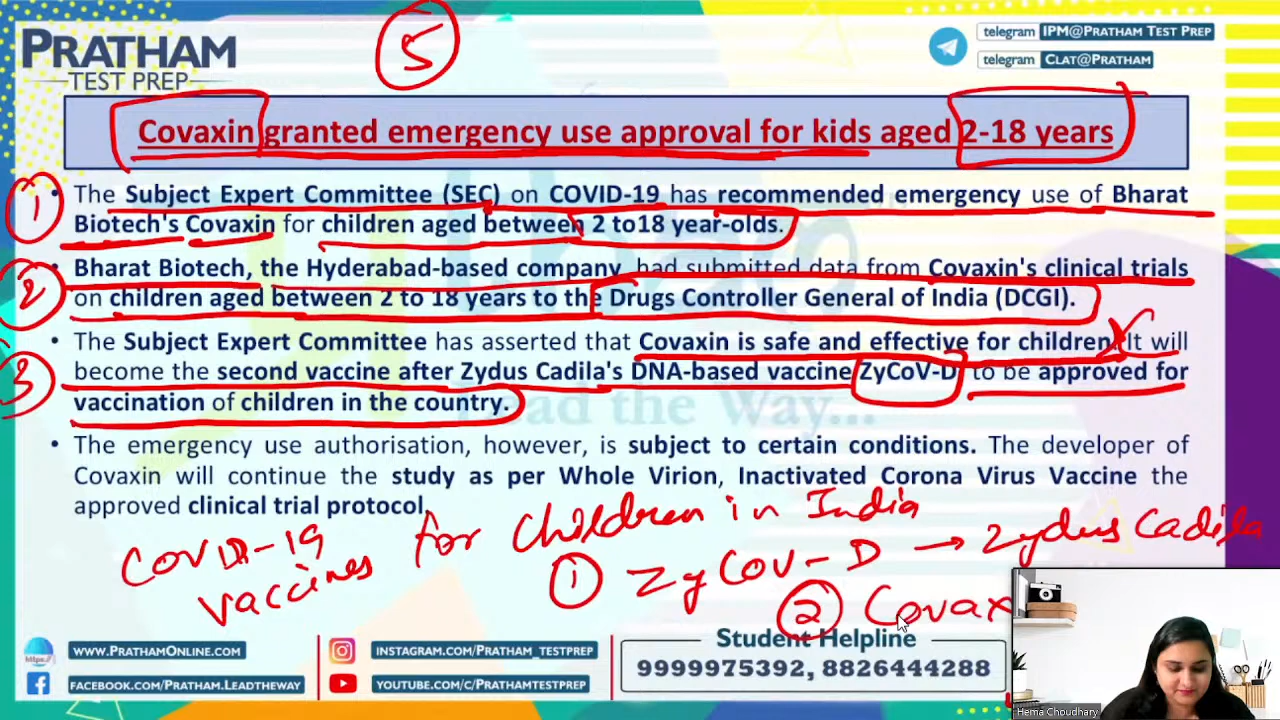 PRATHAM
TEST PREP
5
telegram IPM@PRATHAM TEST PREP
telegram CLAT@PRATHAM
Covaxin granted emergency use approval for kids aged 2-18 years
1
• The Subject Expert Committee (SEC) on COVID-19 has recommended emergency use of Bharat
Biotech's Covaxin for children aged between 2 to18 year-olds.
2
• Bharat Biotech, the Hyderabad-based company had submitted data from Covaxin's clinical trials
on children aged between 2 to 18 years to the Drugs Controller General of India (DCGI).
3
The Subject Expert Committee has asserted that Covaxin is safe and effective for children. It will
become the second vaccine after Zydus Cadila's DNA-based vaccine ZyCoV-D to be approved for
vaccination of children in the country.
• The emergency use authorisation, however, is subject to certain conditions. The developer of
Covaxin will continue the study as per Whole Virion, Inactivated Corona Virus Vaccine the
approved clinical trial protocol.
COVID-19 vaccines for children in India
1 ZyCOV-D → Zydus Cadila
2 Covax
https://
WWW.PRATHAMONLINE.COM
FACEBOOK.COM/PRATHAM.LEADTHEWAY
INSTAGRAM.COM/PRATHAM_TESTPREP
YOUTUBE.COM/C/PRATHAMTESTPREP
Student Helpline
9999975392, 8826444288
Hema Choudhary